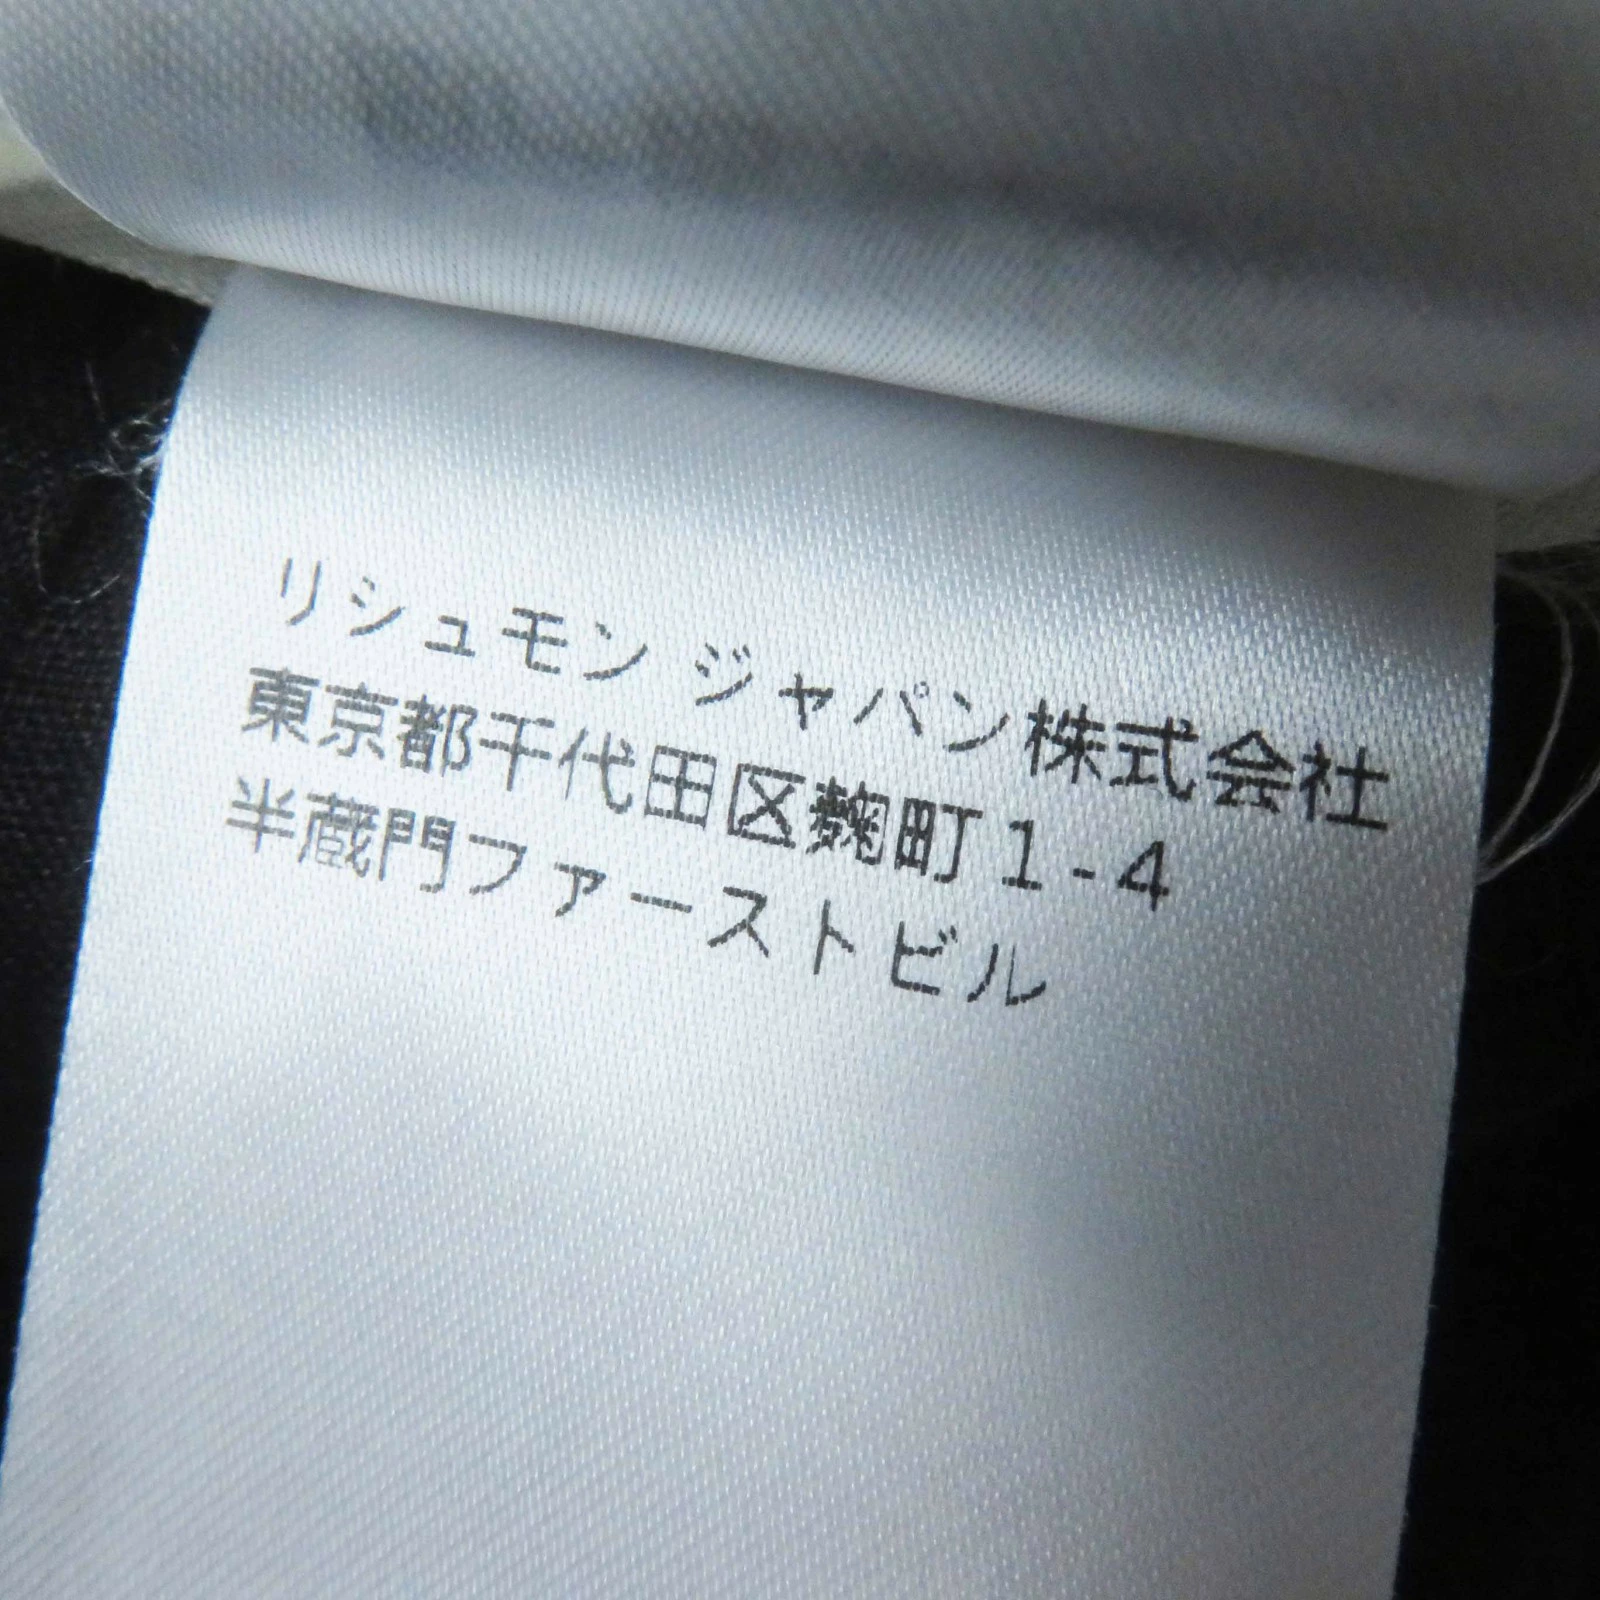 リシュモン ジャパン株式会社
東京都千代田区麹町1-4
半蔵門ファーストビル